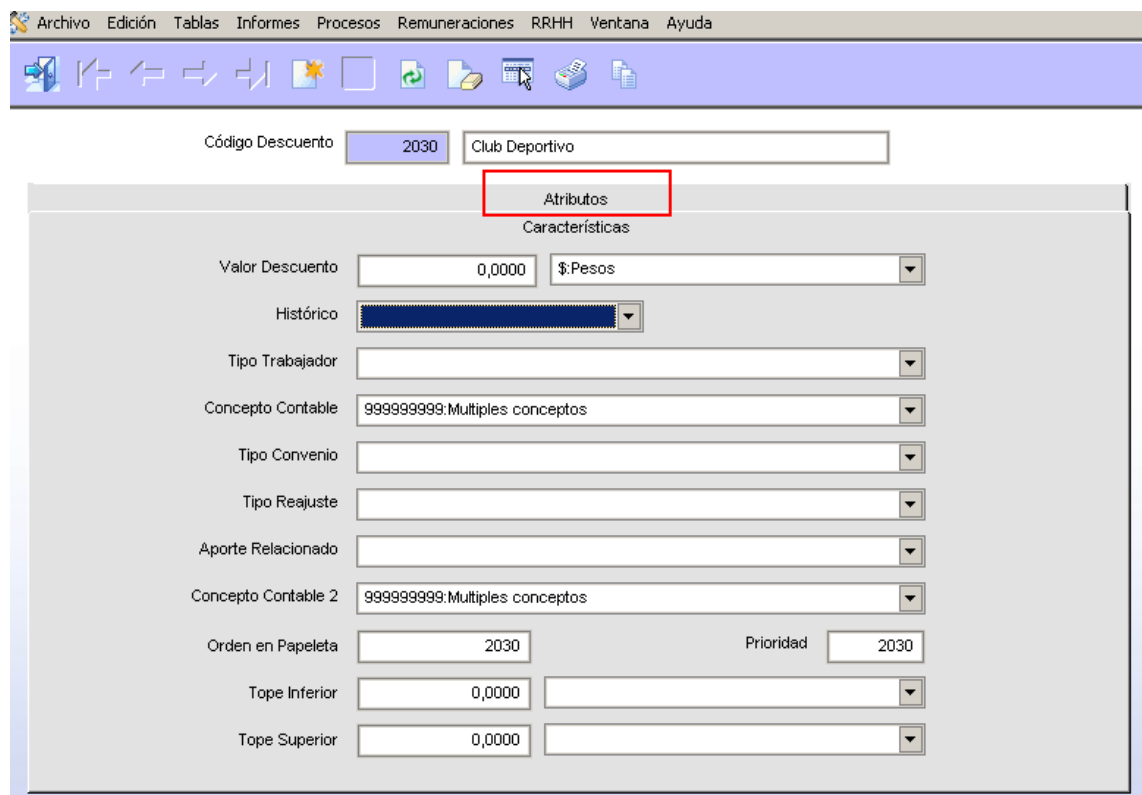 Archivo Edición Tablas Informes Procesos Remuneraciones RRHH Ventana Ayuda
Código Descuento 2030 Club Deportivo
Atributos
Características
Valor Descuento 0,0000 $:Pesos
Histórico
Tipo Trabajador
Concepto Contable 999999999:Multiples conceptos
Tipo Convenio
Tipo Reajuste
Aporte Relacionado
Concepto Contable 2 999999999:Multiples conceptos
Orden en Papeleta 2030 Prioridad 2030
Tope Inferior 0,0000
Tope Superior 0,0000